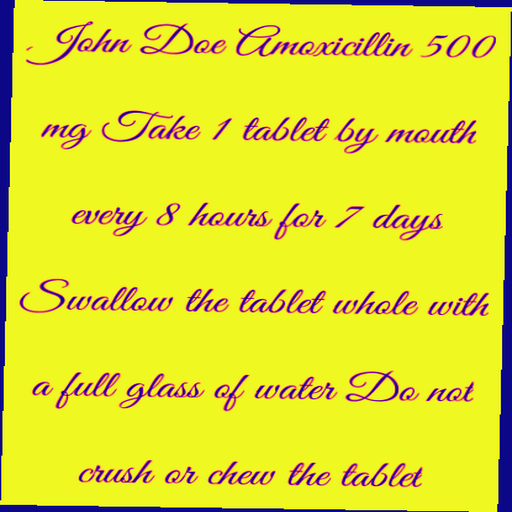 John Doe Amoxicillin 500
mg Take 1 tablet by mouth
every 8 hours for 7 days
Swallow the tablet whole with
a full glass of water Do not
crush or chew the tablet